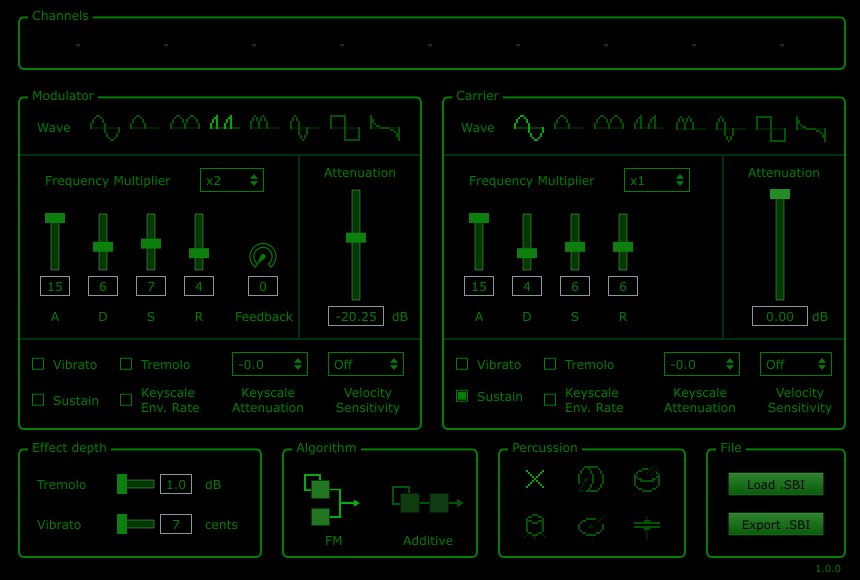 Channels
- - - - - - - - -
Modulator
Carrier
Wave
Wave
Frequency Multiplier x2
Attenuation
Frequency Multiplier x1
Attenuation
15 6 7 4 0
-20.25 dB
A D S R Feedback
15 4 6 6
0.00 dB
A D S R
Vibrato Tremolo -0.0 Off
Sustain Keyscale Env. Rate Keyscale Attenuation Velocity Sensitivity
Vibrato Tremolo -0.0 Off
Sustain Keyscale Env. Rate Keyscale Attenuation Velocity Sensitivity
Effect depth
Tremolo 1.0 dB
Vibrato 7 cents
Algorithm
FM Additive
Percussion
File
Load .SBI
Export .SBI
1.0.0